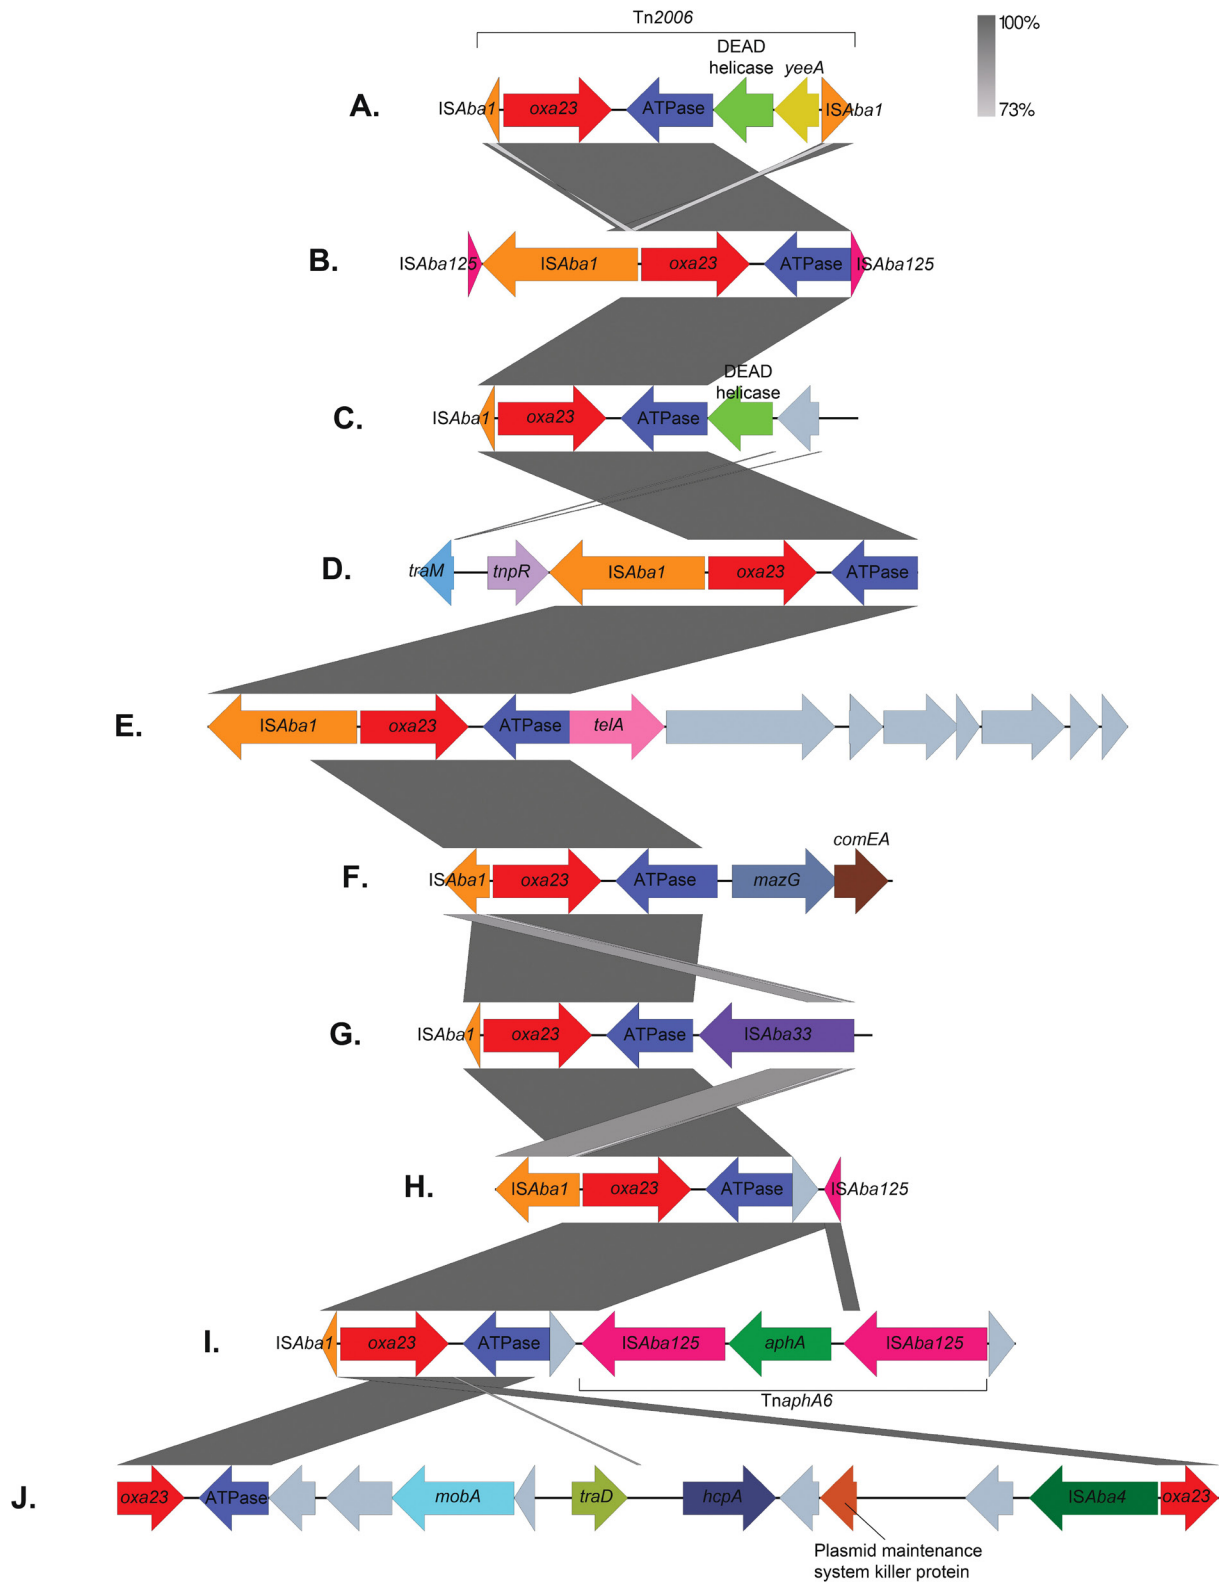 Tn2006
100%
73%
DEAD
helicase
yeeA
A.
ISAba1
oxa23
ATPase
ISAba1
B.
ISAba125
ISAba1
oxa23
ATPase
ISAba125
DEAD
helicase
C.
ISAba1
oxa23
ATPase
D.
traM
tnpR
ISAba1
oxa23
ATPase
E.
ISAba1
oxa23
ATPase
telA
comEA
F.
ISAba1
oxa23
ATPase
mazG
G.
ISAba1
oxa23
ATPase
ISAba33
H.
ISAba1
oxa23
ATPase
ISAba125
I.
ISAba1
oxa23
ATPase
ISAba125
aphA
ISAba125
TnaphA6
J.
oxa23
ATPase
mobA
traD
hcpA
ISAba4
oxa23
Plasmid maintenance
system killer protein